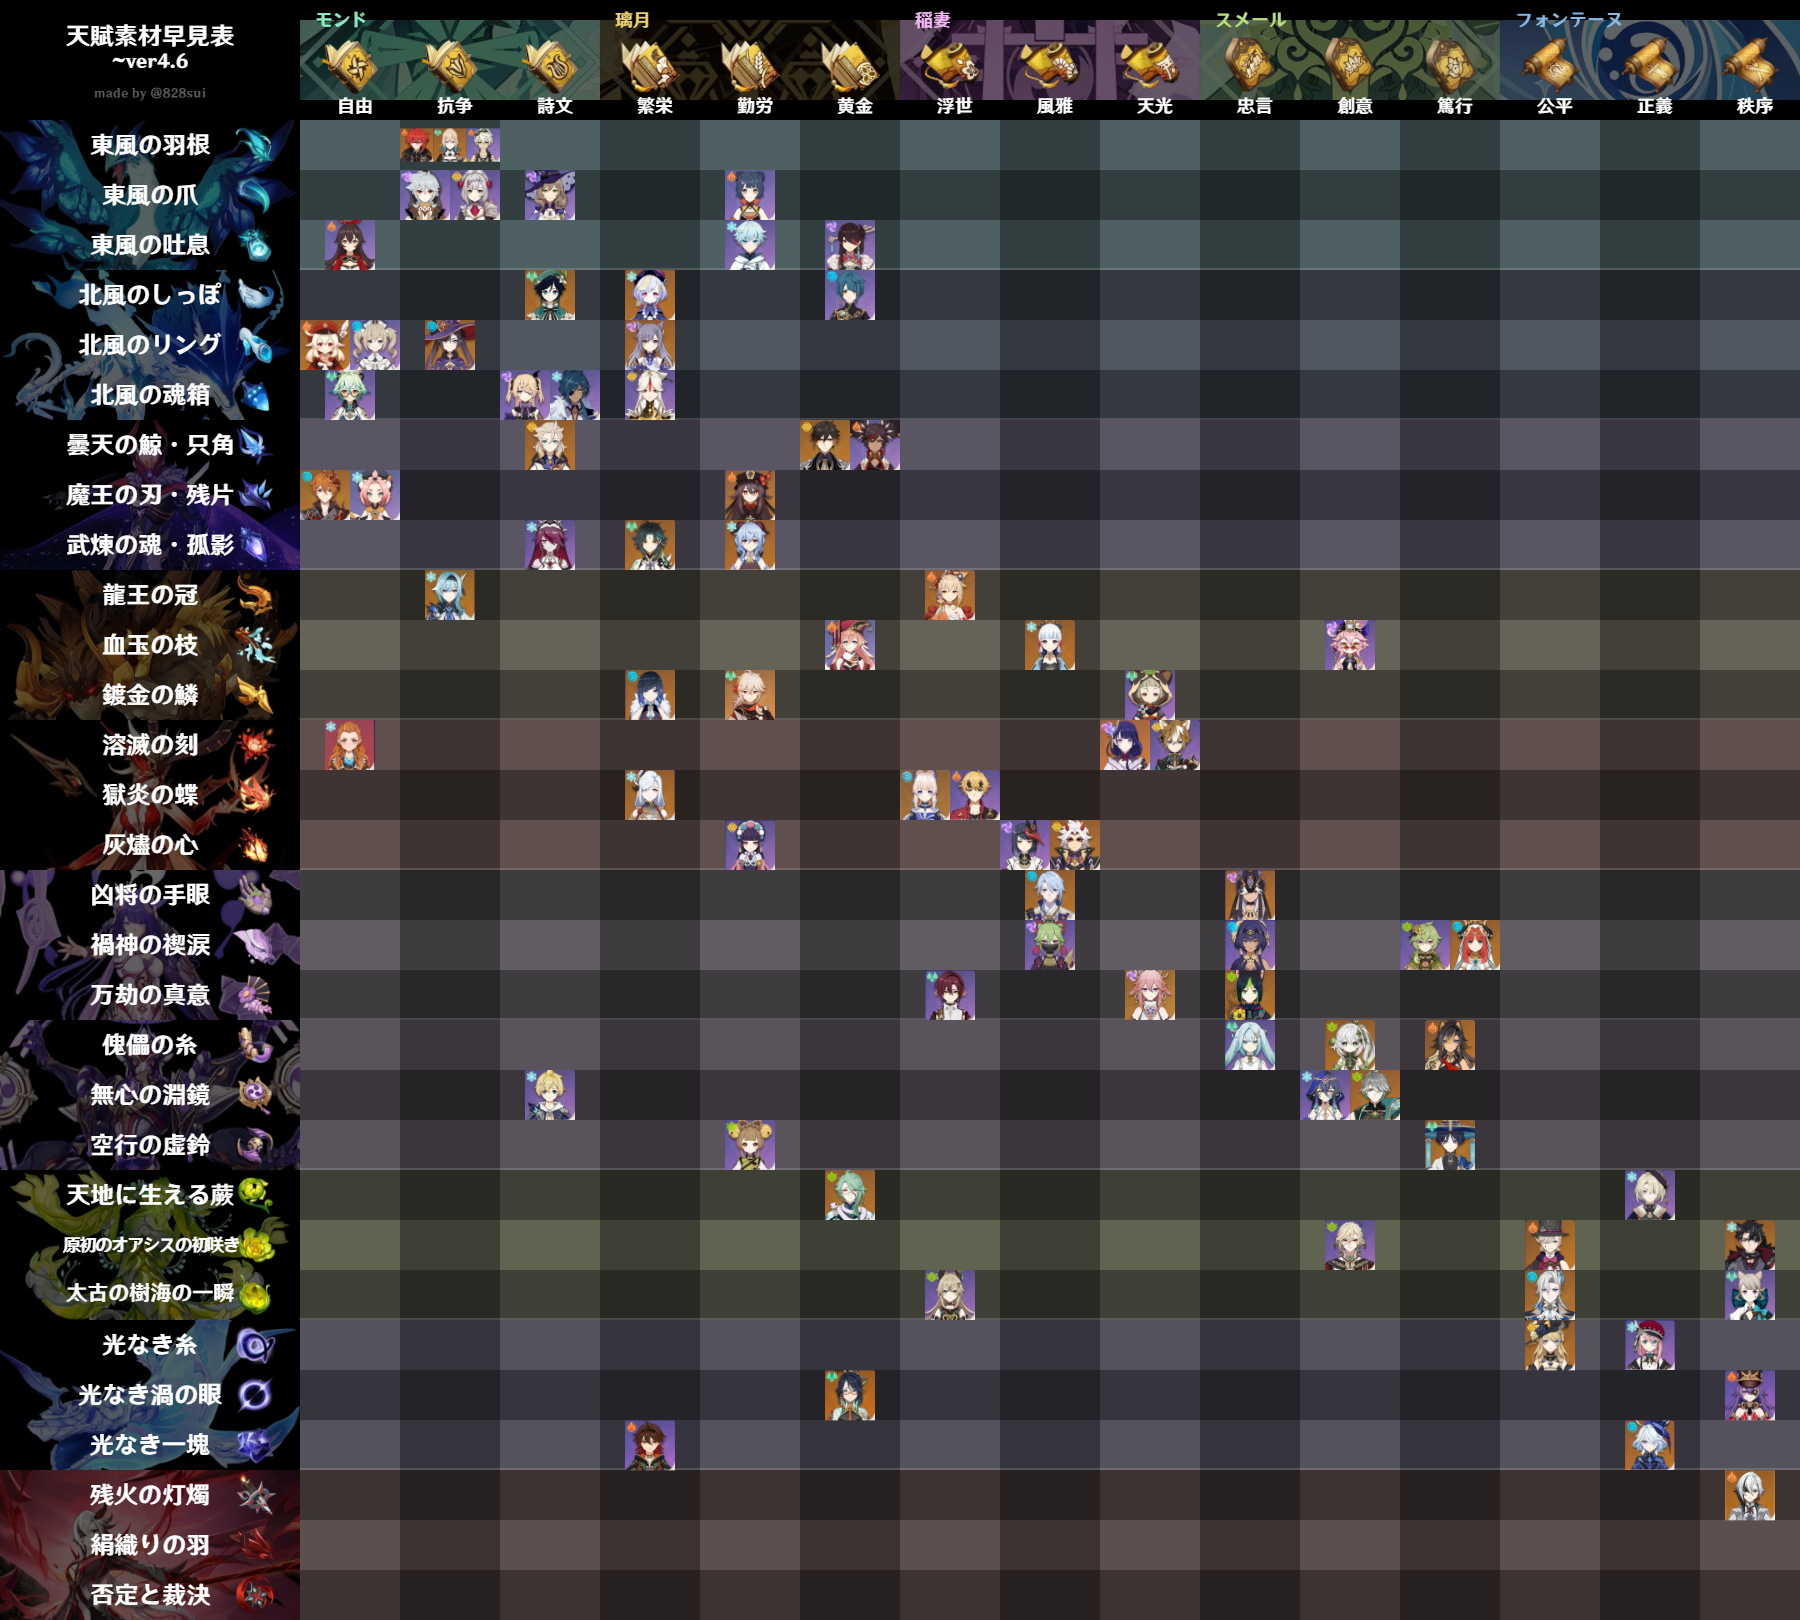 天賦素材早見表
~ver4.6
made by @828sui
モンド
璃月
稲妻
スメール
フォンテーヌ
自由 抗争 詩文 繁栄 勤労 黄金 浮世 風雅 天光 忠言 創意 篤行 公平 正義 秩序
東風の羽根
東風の爪
東風の吐息
北風のしっぽ
北風のリング
北風の魂箱
曇天の鯨・只角
魔王の刃・残片
武煉の魂・孤影
龍王の冠
血玉の枝
鍍金の鱗
溶滅の刻
獄炎の蝶
灰燼の心
凶将の手眼
禍神の禊涙
万劫の真意
傀儡の糸
無心の淵鏡
空行の虚鈴
天地に生える蕨
原初のオアシスの初咲き
太古の樹海の一瞬
光なき糸
光なき渦の眼
光なき一塊
残火の灯燭
絹織りの羽
否定と裁決